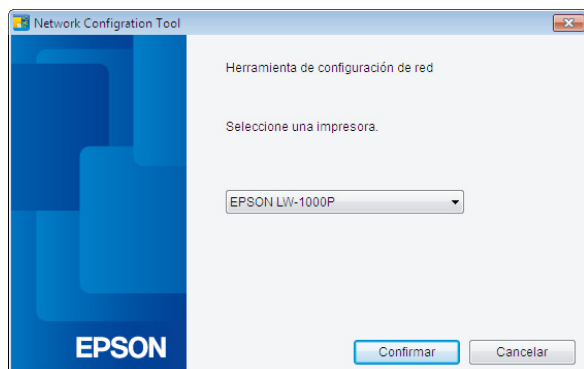 Network Configration Tool
Herramienta de configuración de red
Seleccione una impresora.
EPSON LW-1000P
EPSON
Confirmar
Cancelar